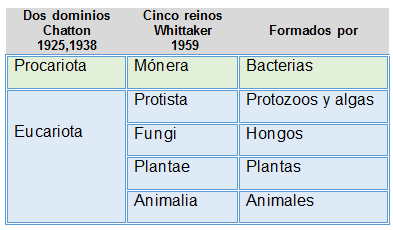 Dos dominios Chatton 1925,1938
Cinco reinos Whittaker 1959
Formados por
Procariota Mónera Bacterias
Eucariota
Protista Protozoos y algas
Fungi Hongos
Plantae Plantas
Animalia Animales